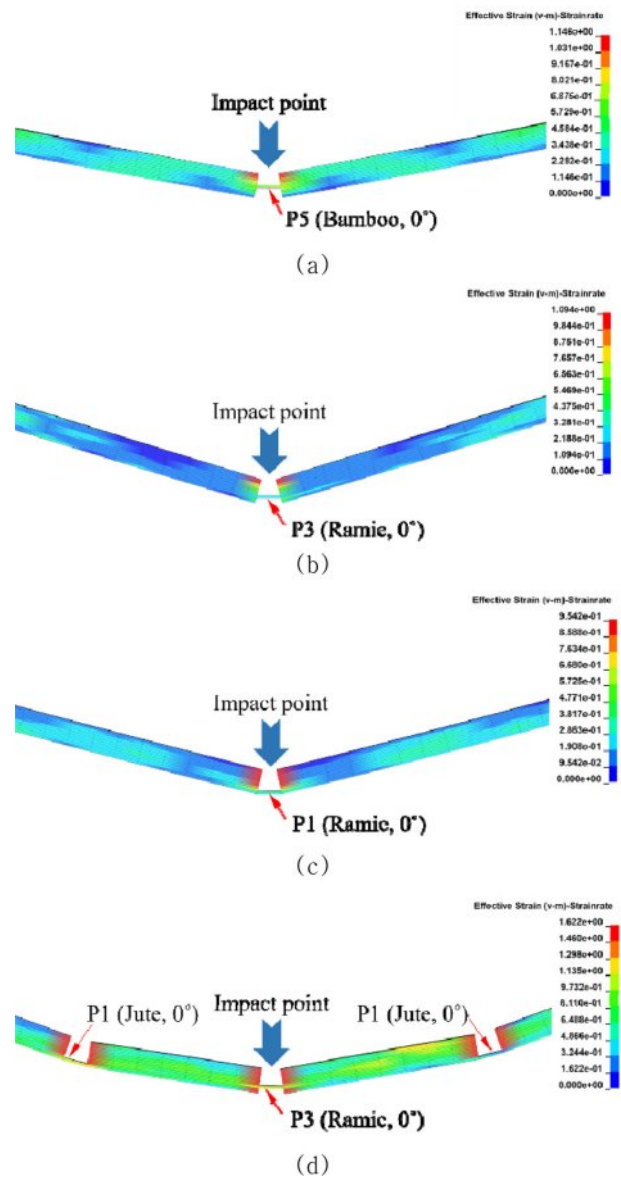 Effective Strain (v-m)-Strainrate
1.146e+00
1.031e+00
9.167e-01
8.021e-01
6.875e-01
5.729e-01
4.584e-01
3.438e-01
2.292e-01
1.146e-01
0.000e+00
Impact point
P5 (Bamboo, 0°)
(a)
Effective Strain (v-m)-Strainrate
1.094e+00
9.844e-01
8.751e-01
7.657e-01
6.563e-01
5.469e-01
4.375e-01
3.281e-01
2.188e-01
1.094e-01
0.000e+00
Impact point
P3 (Ramie, 0°)
(b)
Effective Strain (v-m)-Strainrate
9.542e-01
8.588e-01
7.634e-01
6.680e-01
5.725e-01
4.771e-01
3.817e-01
2.863e-01
1.908e-01
9.542e-02
0.000e+00
Impact point
P1 (Ramie, 0°)
(c)
Effective Strain (v-m)-Strainrate
1.622e+00
1.460e+00
1.298e+00
1.135e+00
9.732e-01
8.110e-01
6.488e-01
4.866e-01
3.244e-01
1.622e-01
0.000e+00
P1 (Jute, 0°)
Impact point
P1 (Jute, 0°)
P3 (Ramie, 0°)
(d)